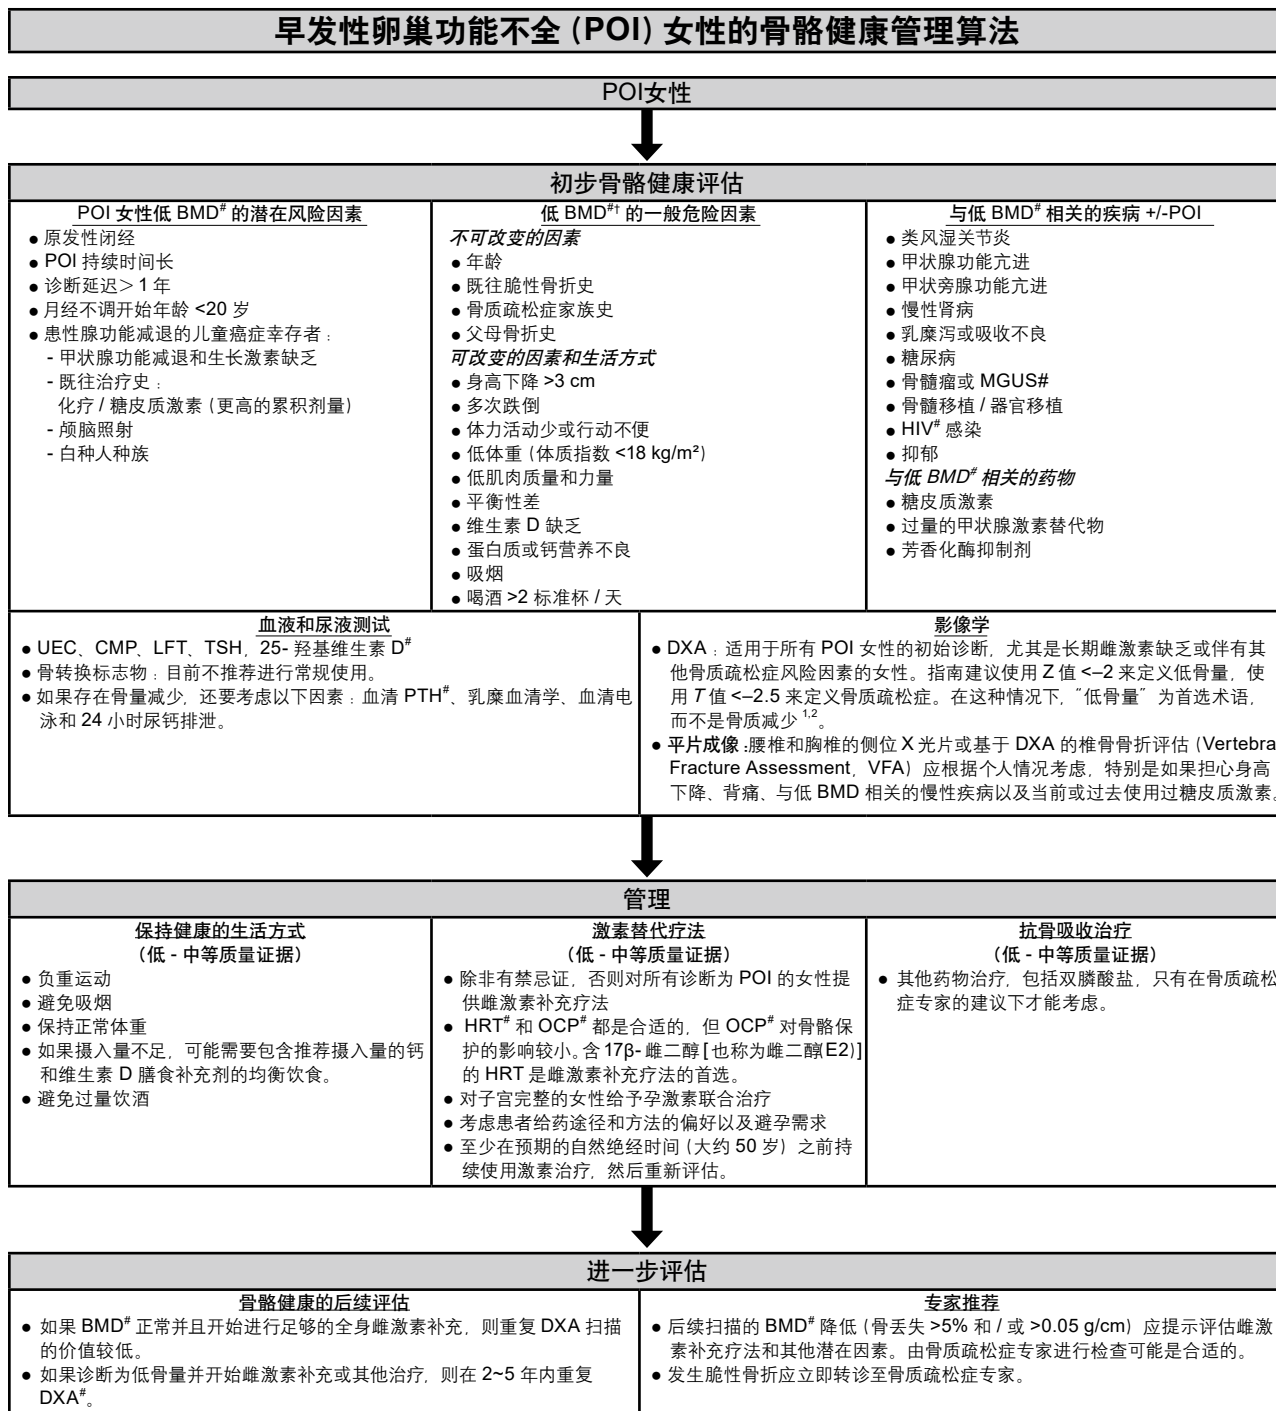 早发性卵巢功能不全（POI）女性的骨骼健康管理算法
POI女性
初步骨骼健康评估
POI 女性低 BMD# 的潜在风险因素
● 原发性闭经
● POI 持续时间长
● 诊断延迟＞ 1 年
● 月经不调开始年龄 <20 岁
● 患性腺功能减退的儿童癌症幸存者：
- 甲状腺功能减退和生长激素缺乏
- 既往治疗史：
化疗 / 糖皮质激素（更高的累积剂量）
- 颅脑照射
- 白种人种族
低 BMD#† 的一般危险因素
不可改变的因素
● 年龄
● 既往脆性骨折史
● 骨质疏松症家族史
● 父母骨折史
可改变的因素和生活方式
● 身高下降 >3 cm
● 多次跌倒
● 体力活动少或行动不便
● 低体重（体质指数 <18 kg/m²）
● 低肌肉质量和力量
● 平衡性差
● 维生素 D 缺乏
● 蛋白质或钙营养不良
● 吸烟
● 喝酒 >2 标准杯 / 天
与低 BMD# 相关的疾病 +/-POI
● 类风湿关节炎
● 甲状腺功能亢进
● 甲状旁腺功能亢进
● 慢性肾病
● 乳糜泻或吸收不良
● 糖尿病
● 骨髓瘤或 MGUS#
● 骨髓移植 / 器官移植
● HIV# 感染
● 抑郁
与低 BMD# 相关的药物
● 糖皮质激素
● 过量的甲状腺激素替代物
● 芳香化酶抑制剂
血液和尿液测试
● UEC、CMP、LFT、TSH，25- 羟基维生素 D#
● 骨转换标志物：目前不推荐进行常规使用。
● 如果存在骨量减少，还要考虑以下因素：血清 PTH#、乳糜血清学、血清电
泳和 24 小时尿钙排泄。
影像学
● DXA：适用于所有 POI 女性的初始诊断，尤其是长期雌激素缺乏或伴有其
他骨质疏松症风险因素的女性。指南建议使用 Z 值 <–2 来定义低骨量，使
用 T 值 <–2.5 来定义骨质疏松症。在这种情况下，“低骨量”为首选术语，
而不是骨质减少 1,2。
● 平片成像：腰椎和胸椎的侧位 X 光片或基于 DXA 的椎骨骨折评估（Vertebra
Fracture Assessment，VFA）应根据个人情况考虑，特别是如果担心身高
下降、背痛、与低 BMD 相关的慢性疾病以及当前或过去使用过糖皮质激素。
管理
保持健康的生活方式
（低 - 中等质量证据）
● 负重运动
● 避免吸烟
● 保持正常体重
● 如果摄入量不足，可能需要包含推荐摄入量的钙
和维生素 D 膳食补充剂的均衡饮食。
● 避免过量饮酒
激素替代疗法
（低 - 中等质量证据）
● 除非有禁忌证，否则对所有诊断为 POI 的女性提
供雌激素补充疗法
● HRT# 和 OCP# 都是合适的，但 OCP# 对骨骼保
护的影响较小。含 17β- 雌二醇 [ 也称为雌二醇(E2)]
的 HRT 是雌激素补充疗法的首选。
● 对子宫完整的女性给予孕激素联合治疗
● 考虑患者给药途径和方法的偏好以及避孕需求
● 至少在预期的自然绝经时间（大约 50 岁）之前持
续使用激素治疗，然后重新评估。
抗骨吸收治疗
（低 - 中等质量证据）
● 其他药物治疗，包括双膦酸盐，只有在骨质疏松
症专家的建议下才能考虑。
进一步评估
骨骼健康的后续评估
● 如果 BMD# 正常并且开始进行足够的全身雌激素补充，则重复 DXA 扫描
的价值较低。
● 如果诊断为低骨量并开始雌激素补充或其他治疗，则在 2~5 年内重复
DXA#。
专家推荐
● 后续扫描的 BMD# 降低（骨丢失 >5% 和 / 或 >0.05 g/cm）应提示评估雌激
素补充疗法和其他潜在因素。由骨质疏松症专家进行检查可能是合适的。
● 发生脆性骨折应立即转诊至骨质疏松症专家。